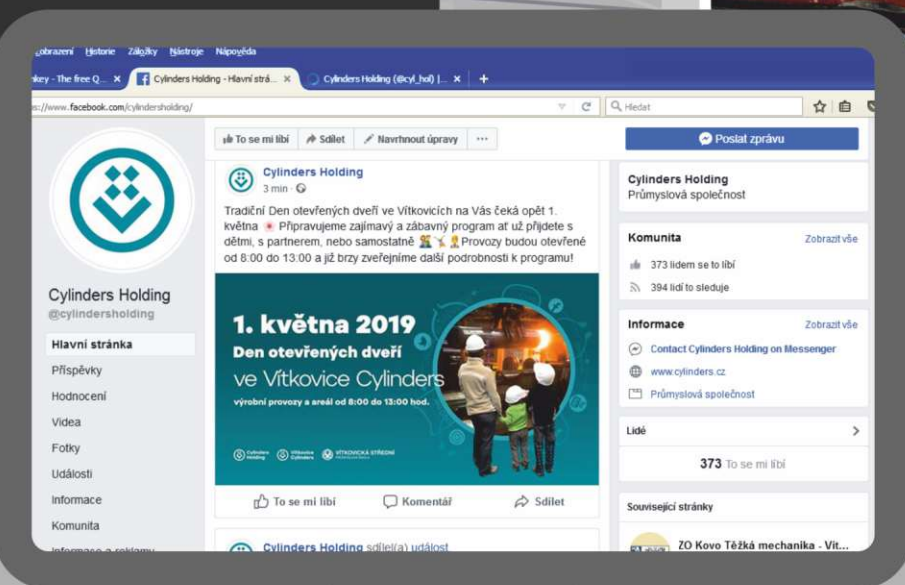 Zobrazení Historie Záložky Nástroje Nápověda
nkey - The free Q... × Cylinders Holding - Hlavní strá... × Cylinders Holding (@cyl_hol) |... × +
s://www.facebook.com/cylindersholding/
Hledat
To se mi líbí Sdílet Navrhnout úpravy ...
Poslat zprávu
Cylinders Holding
@cylindersholding
Hlavní stránka
Příspěvky
Hodnocení
Videa
Fotky
Události
Informace
Komunita
Informace a reklamy
Cylinders Holding
3 min
Tradiční Den otevřených dveří ve Vítkovicích na Vás čeká opět 1.
května Připravujeme zajímavý a zábavný program ať už přijdete s
dětmi, s partnerem, nebo samostatně Provozy budou otevřené
od 8:00 do 13:00 a již brzy zveřejníme další podrobnosti k programu!
1. května 2019
Den otevřených dveří
ve Vítkovice Cylinders
výrobní provozy a areál od 8:00 do 13:00 hod.
Cylinders Holding
Vítkovice Cylinders
VÍTKOVICKÁ STŘEDNÍ
To se mi líbí Komentář Sdílet
Cylinders Holding sdílel(a) událost
Cylinders Holding
Průmyslová společnost
Komunita Zobrazit vše
373 lidem se to líbí
394 lidí to sleduje
Informace Zobrazit vše
Contact Cylinders Holding on Messenger
www.cylinders.cz
Průmyslová společnost
Lidé
373 To se mi líbí
Související stránky
ZO Kovo Těžká mechanika - Vít...